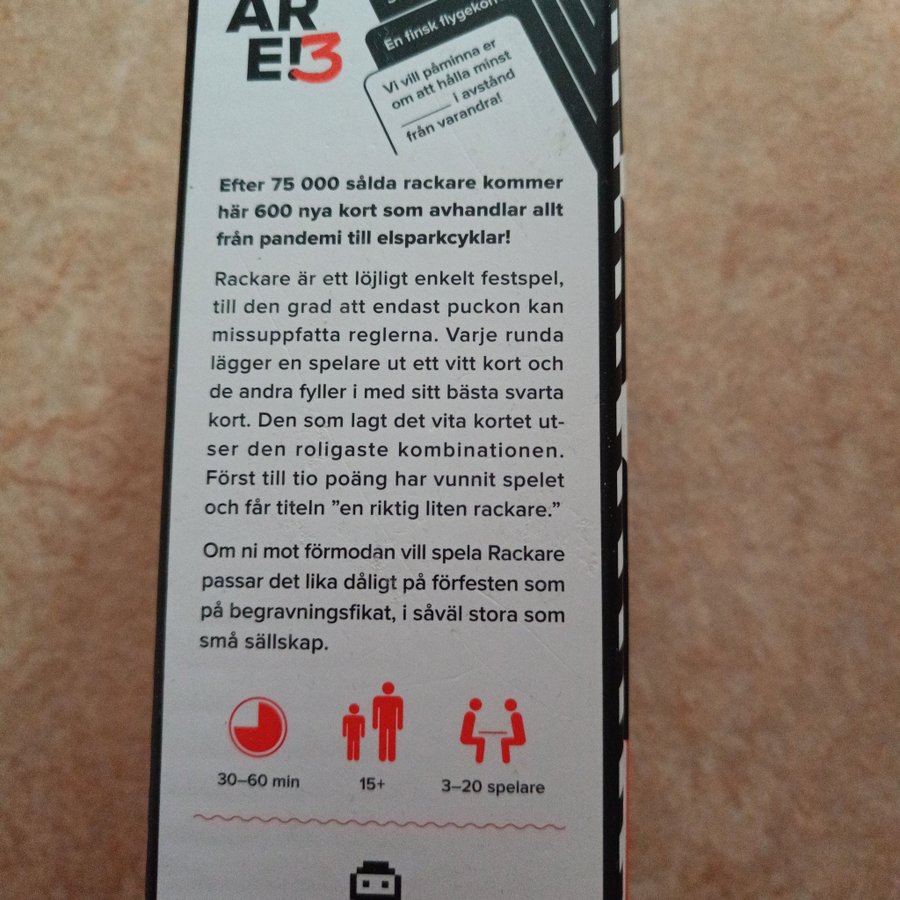 AR
E!3
En finsk flygekon
Vi vill påminna er
om att hålla minst
______ i avstånd
från varandra!
Efter 75 000 sålda rackare kommer
här 600 nya kort som avhandlar allt
från pandemi till elsparkcyklar!
Rackare är ett löjligt enkelt festspel,
till den grad att endast puckon kan
missuppfatta reglerna. Varje runda
lägger en spelare ut ett vitt kort och
de andra fyller i med sitt bästa svarta
kort. Den som lagt det vita kortet ut-
ser den roligaste kombinationen.
Först till tio poäng har vunnit spelet
och får titeln ”en riktig liten rackare.”
Om ni mot förmodan vill spela Rackare
passar det lika dåligt på förfesten som
på begravningsfikat, i såväl stora som
små sällskap.
30–60 min
15+
3–20 spelare